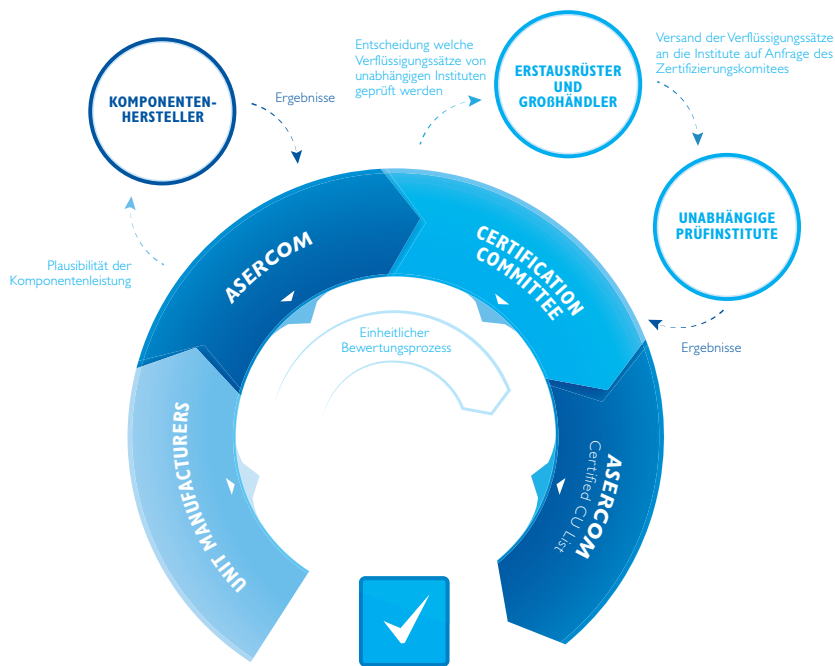 Entscheidung welche
Verflüssigungssätze von
unabhängigen Instituten
geprüft werden
ERSTAUSRÜSTER
UND
GROßHÄNDLER
Versand der Verflüssigungssätze
an die Institute auf Anfrage des
Zertifizierungskomitees
KOMPONENTEN-
HERSTELLER
Ergebnisse
UNABHÄNGIGE
PRÜFINSTITUTE
Plausibilität der
Komponentenleistung
ASERCOM
CERTIFICATION
COMMITTEE
Einheitlicher
Bewertungsprozess
Ergebnisse
UNIT MANUFACTURERS
ASERCOM
Certified CU List